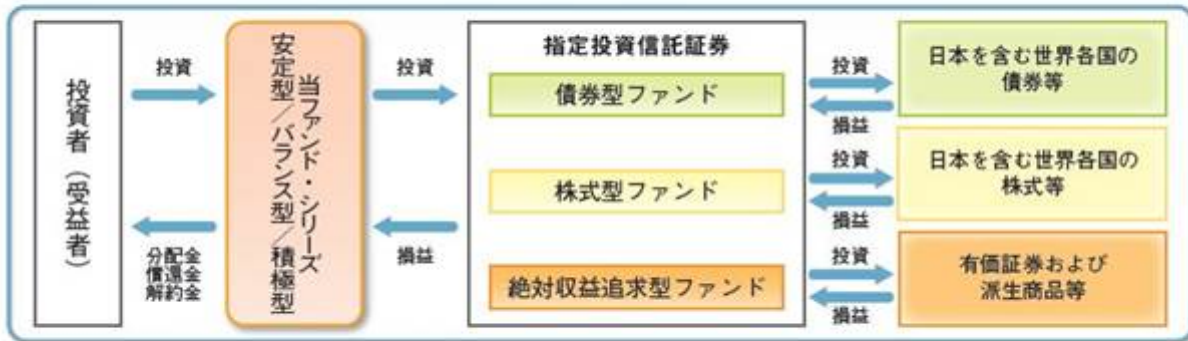 投資者（受益者）
投資
分配金
償還金
解約金
当ファンド・シリーズ
安定型／バランス型／積極型
投資
損益
指定投資信託証券
債券型ファンド
株式型ファンド
絶対収益追求型ファンド
投資
損益
日本を含む世界各国の
債券等
投資
損益
日本を含む世界各国の
株式等
投資
損益
有価証券および
派生商品等